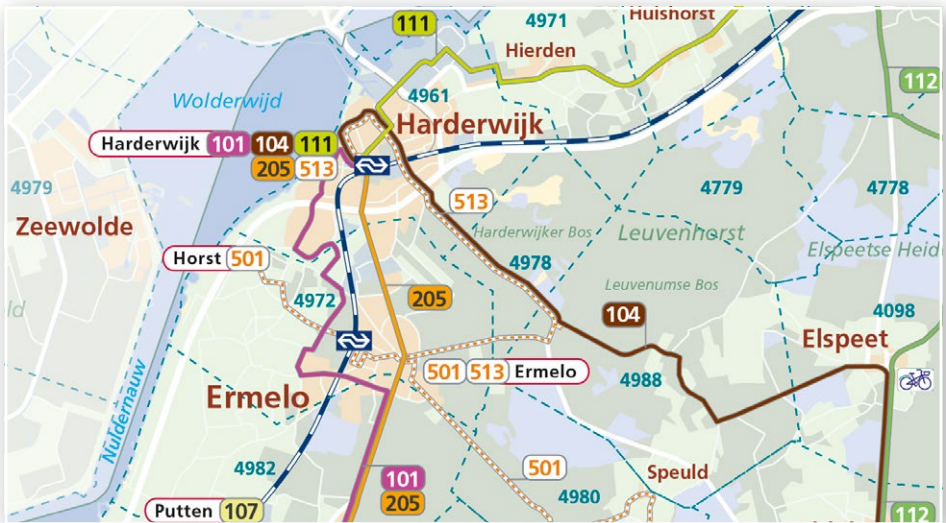 Huishorst
111
4971
Hierden
112
Wolderwijd
4961
Harderwijk
Harderwijk 101 104 111
205 513
4979
4779
4778
513
Zeewolde
Harderwijker Bos
Leuvenhorst
Elspeetse Heid
Horst 501
4978
Leuvenumse Bos
4972
205
104
4098
ld
Elspeet
501 513 Ermelo
4988
Ermelo
Nuldernauw
4982
101
205
501
Speuld
4980
Putten 107
112